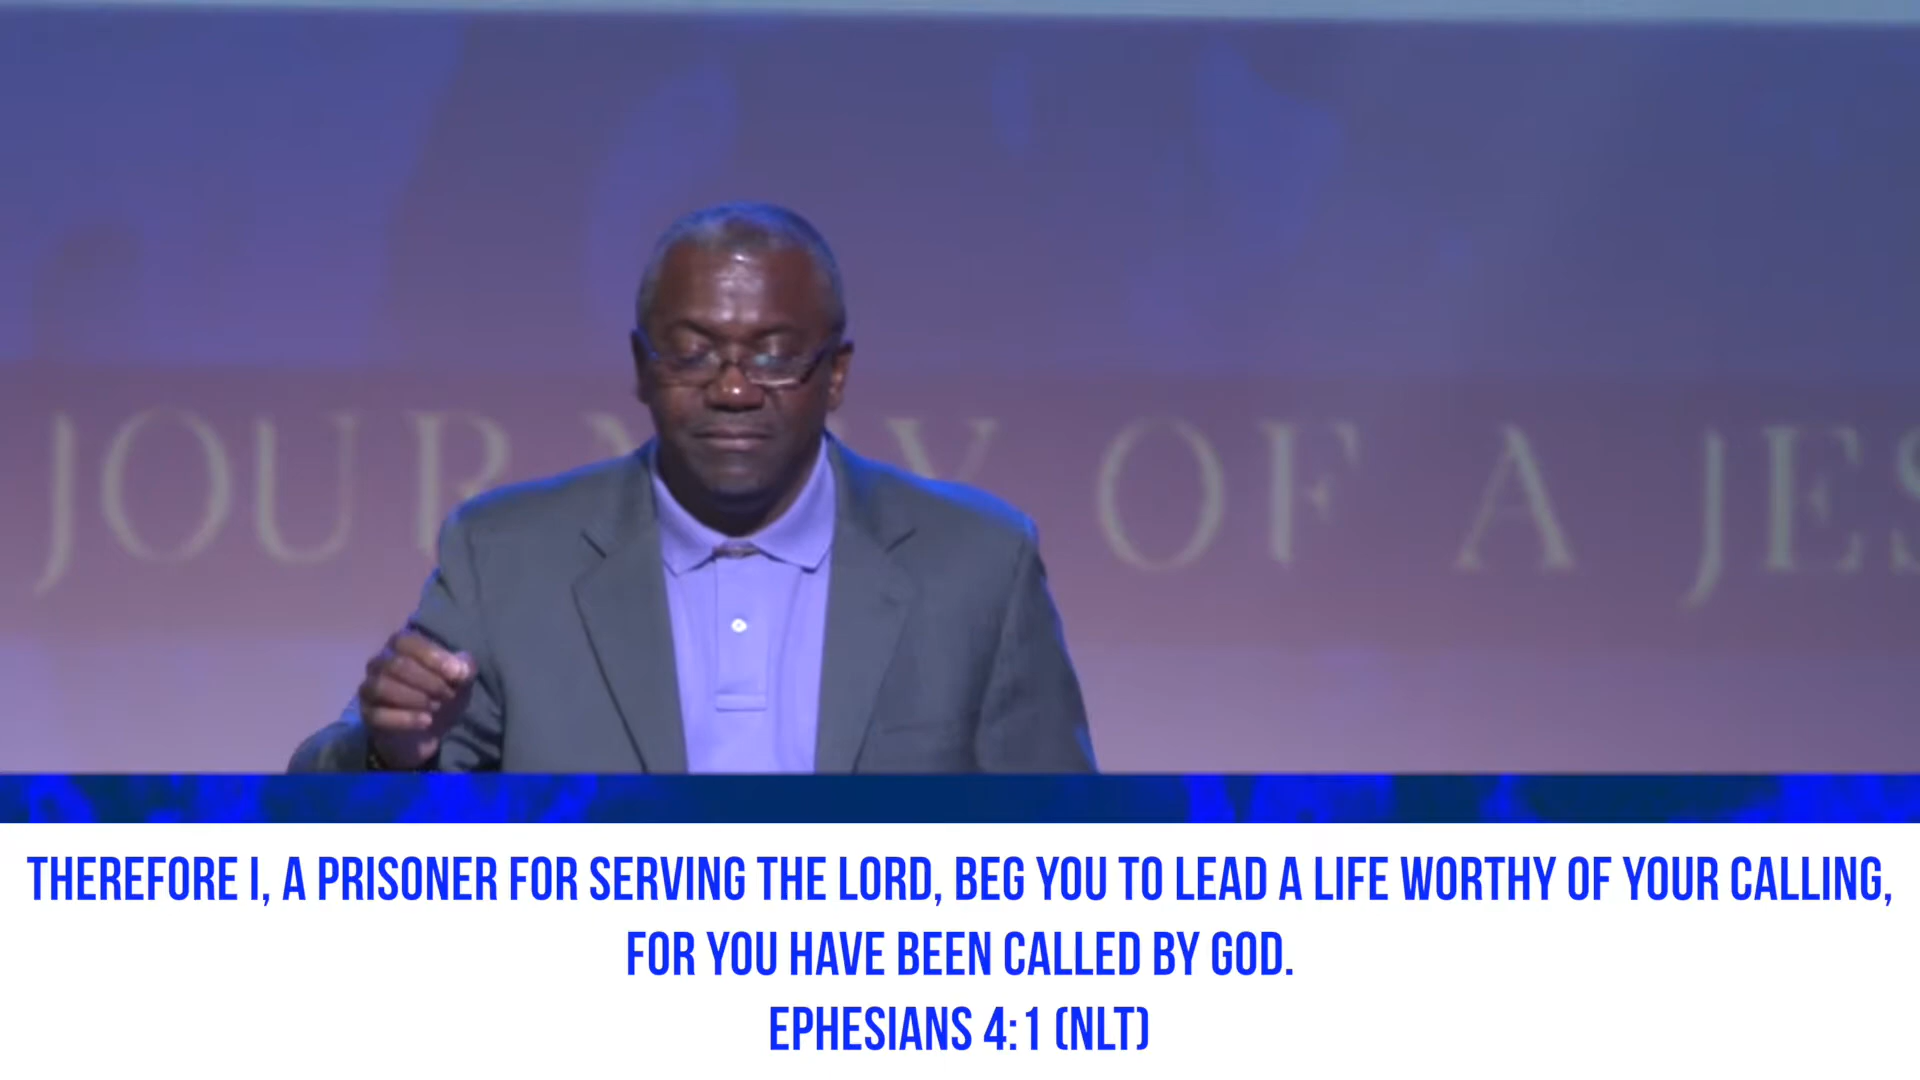 JOURNEY OF A JES
THEREFORE I, A PRISONER FOR SERVING THE LORD, BEG YOU TO LEAD A LIFE WORTHY OF YOUR CALLING,
FOR YOU HAVE BEEN CALLED BY GOD.
EPHESIANS 4:1 (NLT)